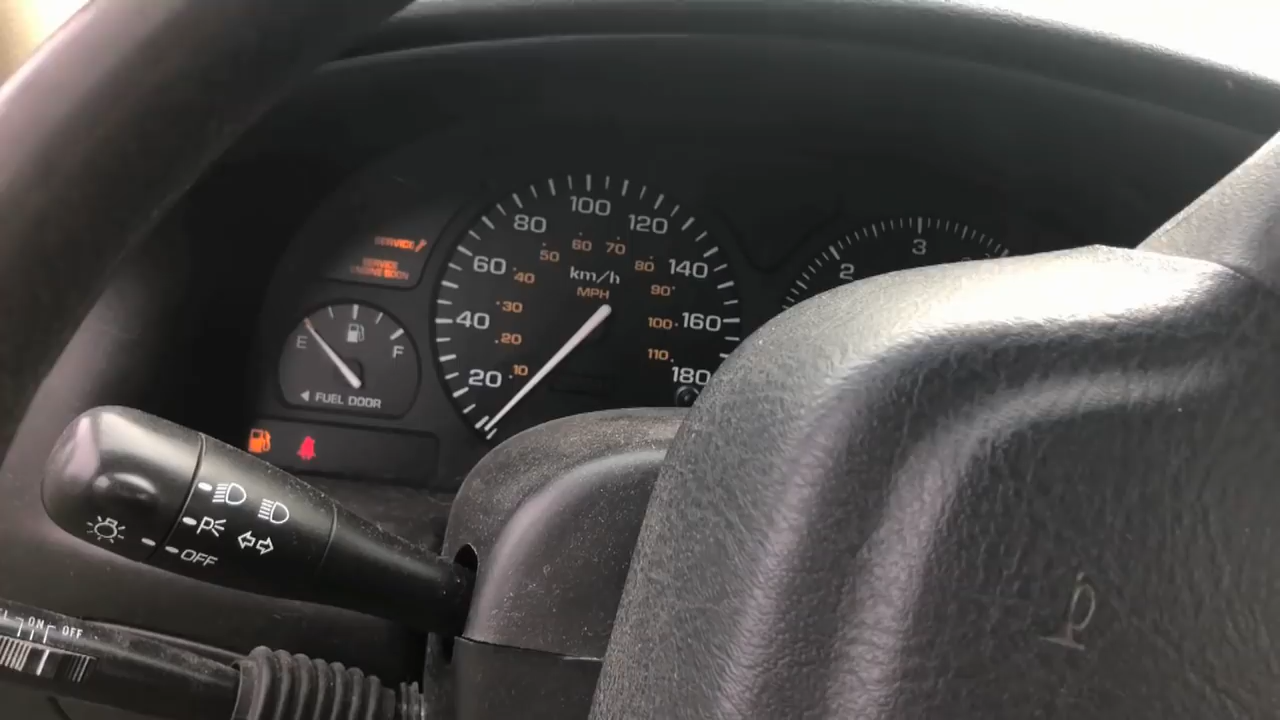 SERVICE
SERVICE
ENGINE SOON
E
F
FUEL DOOR
20
40
60
80
100
120
140
160
180
km/h
MPH
10
20
30
40
50
60
70
80
90
100
110
2
3
P
OFF
ON OFF